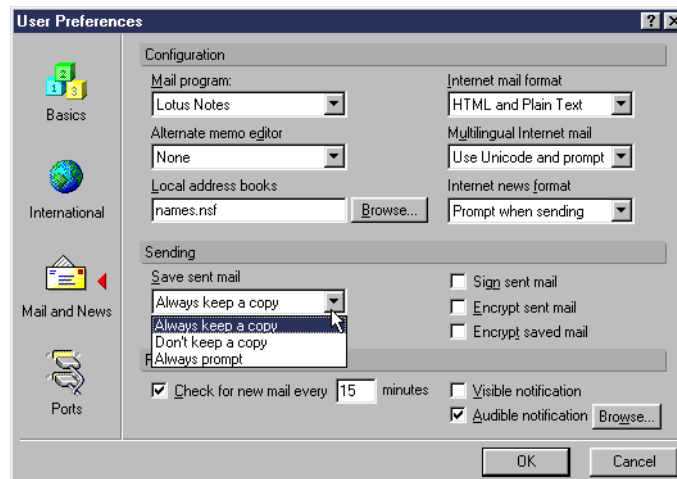 User Preferences
Basics
International
Mail and News
Ports
Configuration
Mail program:
Lotus Notes
Alternate memo editor
None
Local address books
names.nsf
Browse...
Internet mail format
HTML and Plain Text
Multilingual Internet mail
Use Unicode and prompt
Internet news format
Prompt when sending
Sending
Save sent mail
Always keep a copy
Always keep a copy
Don't keep a copy
Always prompt
Sign sent mail
Encrypt sent mail
Encrypt saved mail
Check for new mail every 15 minutes
Visible notification
Audible notification
Browse...
OK
Cancel